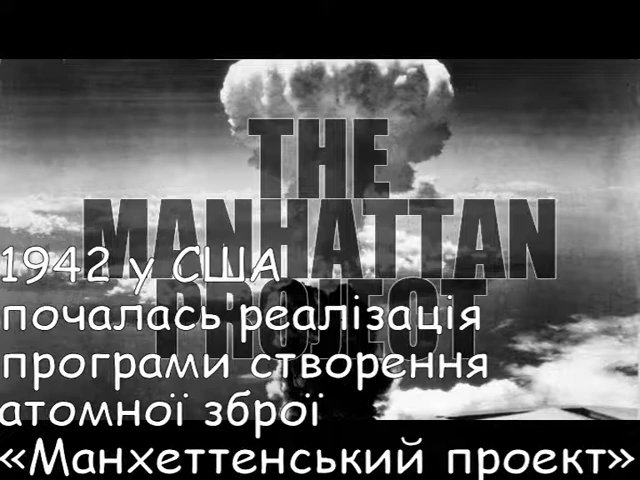 THE
MANHATTAN
PROJECT
1942 у США
почалась реалізація
програми створення
атомної зброї
«Манхеттенський проект»